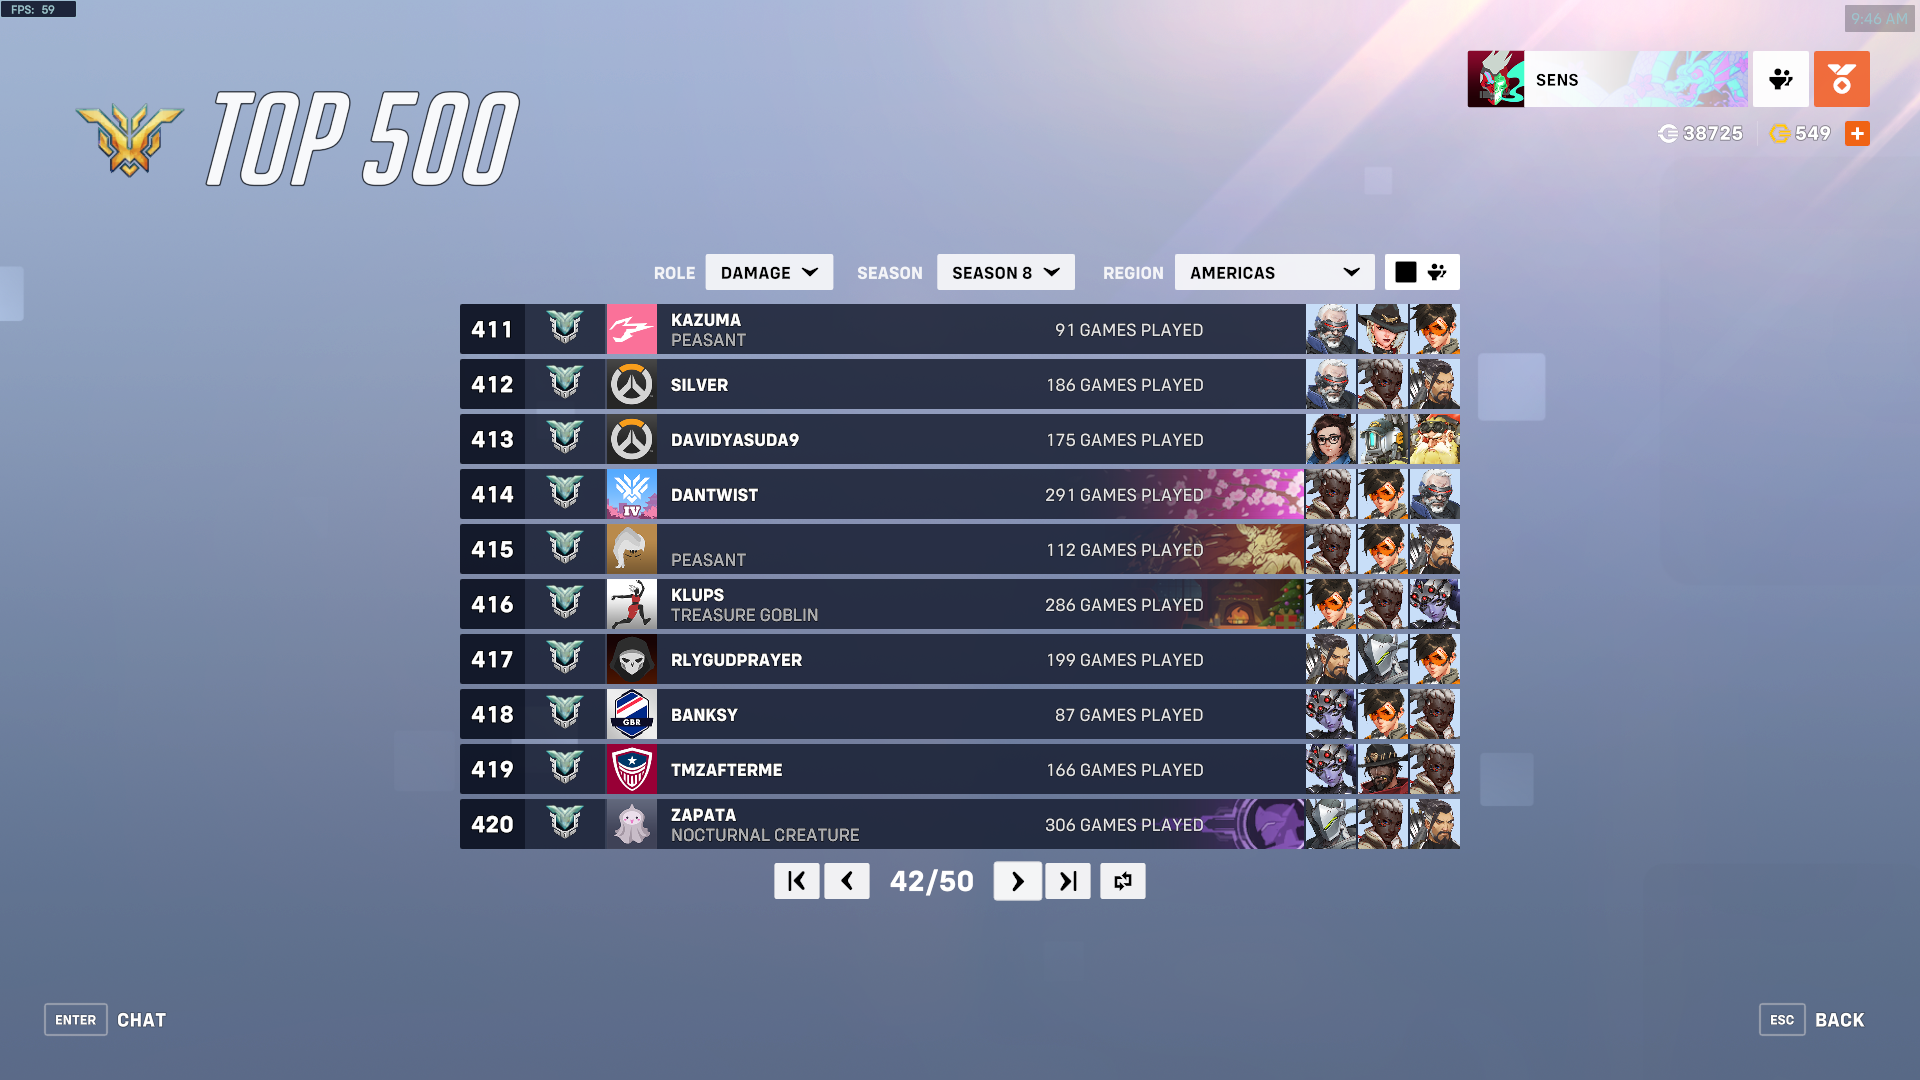 FPS: 59
9:46 AM
TOP 500
SENS
38725
549
ROLE DAMAGE SEASON SEASON 8 REGION AMERICAS
411 KAZUMA 91 GAMES PLAYED
PEASANT
412 SILVER 186 GAMES PLAYED
413 DAVIDYASUDA9 175 GAMES PLAYED
414 IV DANTWIST 291 GAMES PLAYED
415 112 GAMES PLAYED
PEASANT
416 KLUPS 286 GAMES PLAYED
TREASURE GOBLIN
417 RLYGUDPRAYER 199 GAMES PLAYED
418 GBR BANKSY 87 GAMES PLAYED
419 TMZAFTERME 166 GAMES PLAYED
420 ZAPATA 306 GAMES PLAYED
NOCTURNAL CREATURE
42/50
ENTER CHAT
ESC BACK